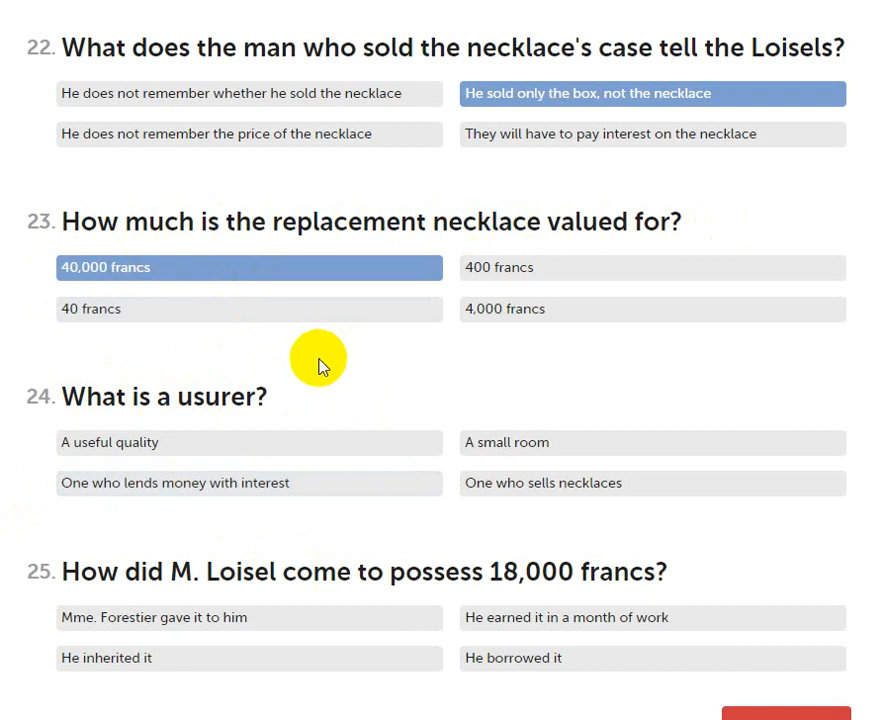 22. What does the man who sold the necklace's case tell the Loisels?
He does not remember whether he sold the necklace
He sold only the box, not the necklace
He does not remember the price of the necklace
They will have to pay interest on the necklace
23. How much is the replacement necklace valued for?
40,000 francs
400 francs
40 francs
4,000 francs
24. What is a usurer?
A useful quality
A small room
One who lends money with interest
One who sells necklaces
25. How did M. Loisel come to possess 18,000 francs?
Mme. Forestier gave it to him
He earned it in a month of work
He inherited it
He borrowed it